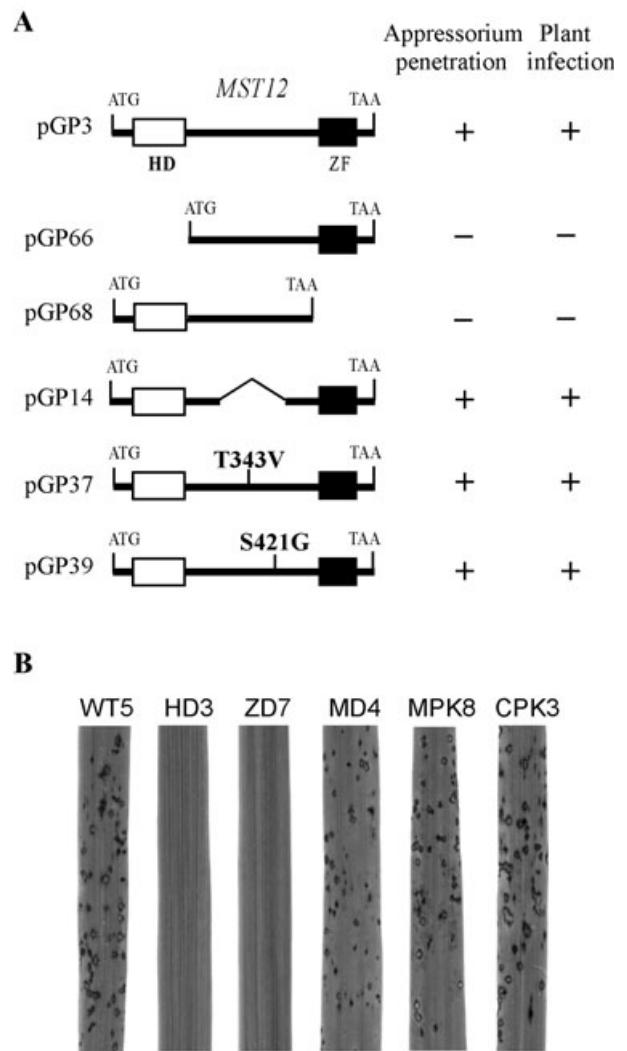 A
Appressorium penetration
Plant infection
MST12
ATG
TAA
pGP3
+
+
HD
ZF
ATG
TAA
pGP66
−
−
ATG
TAA
pGP68
−
−
ATG
TAA
pGP14
+
+
T343V
ATG
TAA
pGP37
+
+
S421G
ATG
TAA
pGP39
+
+
B
WT5 HD3 ZD7 MD4 MPK8 CPK3